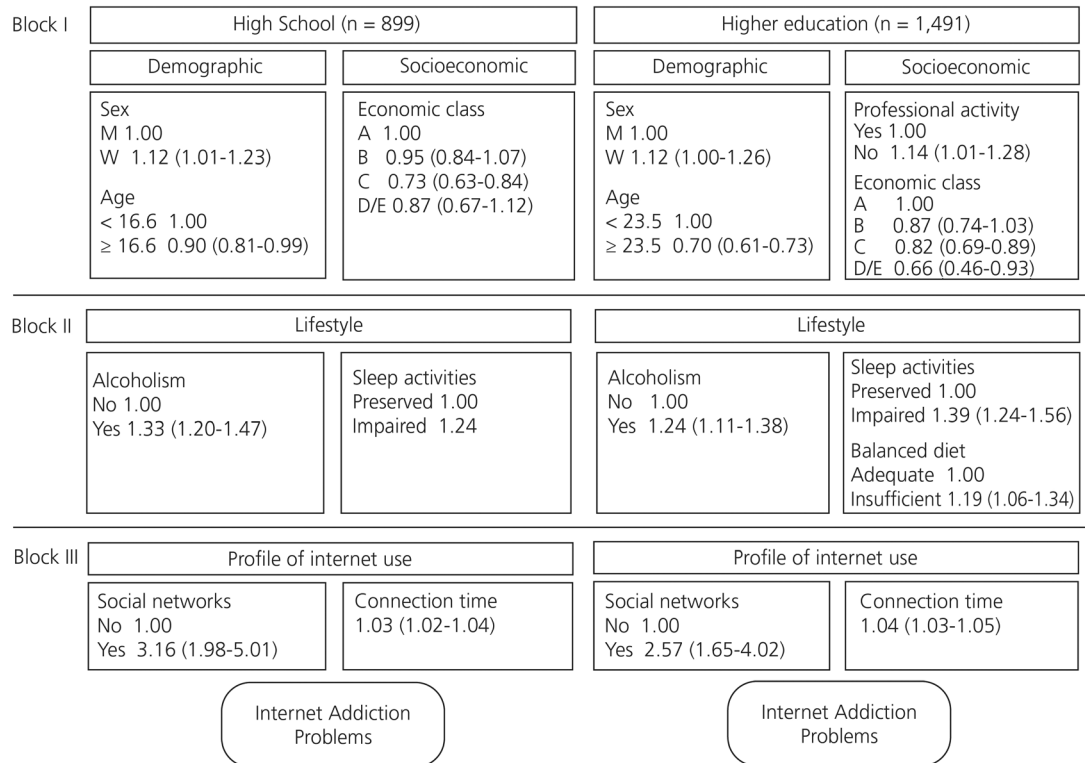 Block I
High School (n = 899)
Higher education (n = 1,491)
Demographic
Socioeconomic
Demographic
Socioeconomic
Sex
M 1.00
W 1.12 (1.01-1.23)
Age
< 16.6 1.00
≥ 16.6 0.90 (0.81-0.99)
Economic class
A 1.00
B 0.95 (0.84-1.07)
C 0.73 (0.63-0.84)
D/E 0.87 (0.67-1.12)
Sex
M 1.00
W 1.12 (1.00-1.26)
Age
< 23.5 1.00
≥ 23.5 0.70 (0.61-0.73)
Professional activity
Yes 1.00
No 1.14 (1.01-1.28)
Economic class
A 1.00
B 0.87 (0.74-1.03)
C 0.82 (0.69-0.89)
D/E 0.66 (0.46-0.93)
Block II
Lifestyle
Lifestyle
Alcoholism
No 1.00
Yes 1.33 (1.20-1.47)
Sleep activities
Preserved 1.00
Impaired 1.24
Alcoholism
No 1.00
Yes 1.24 (1.11-1.38)
Sleep activities
Preserved 1.00
Impaired 1.39 (1.24-1.56)
Balanced diet
Adequate 1.00
Insufficient 1.19 (1.06-1.34)
Block III
Profile of internet use
Profile of internet use
Social networks
No 1.00
Yes 3.16 (1.98-5.01)
Connection time
1.03 (1.02-1.04)
Social networks
No 1.00
Yes 2.57 (1.65-4.02)
Connection time
1.04 (1.03-1.05)
Internet Addiction
Problems
Internet Addiction
Problems